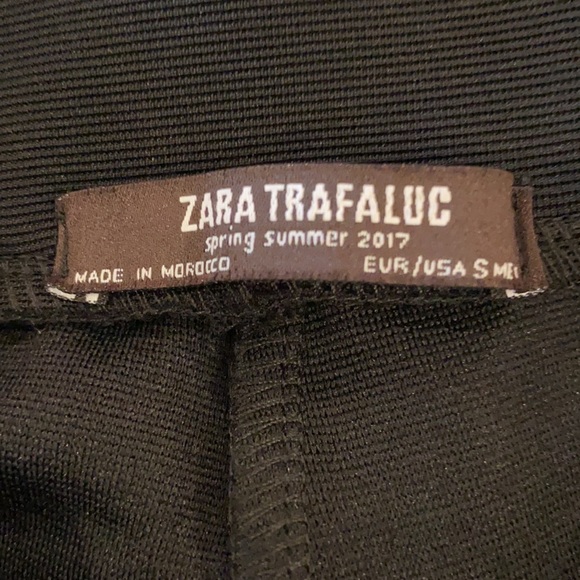 ZARA TRAFALUC
spring summer 2017
MADE IN MOROCCO EUR/USA S